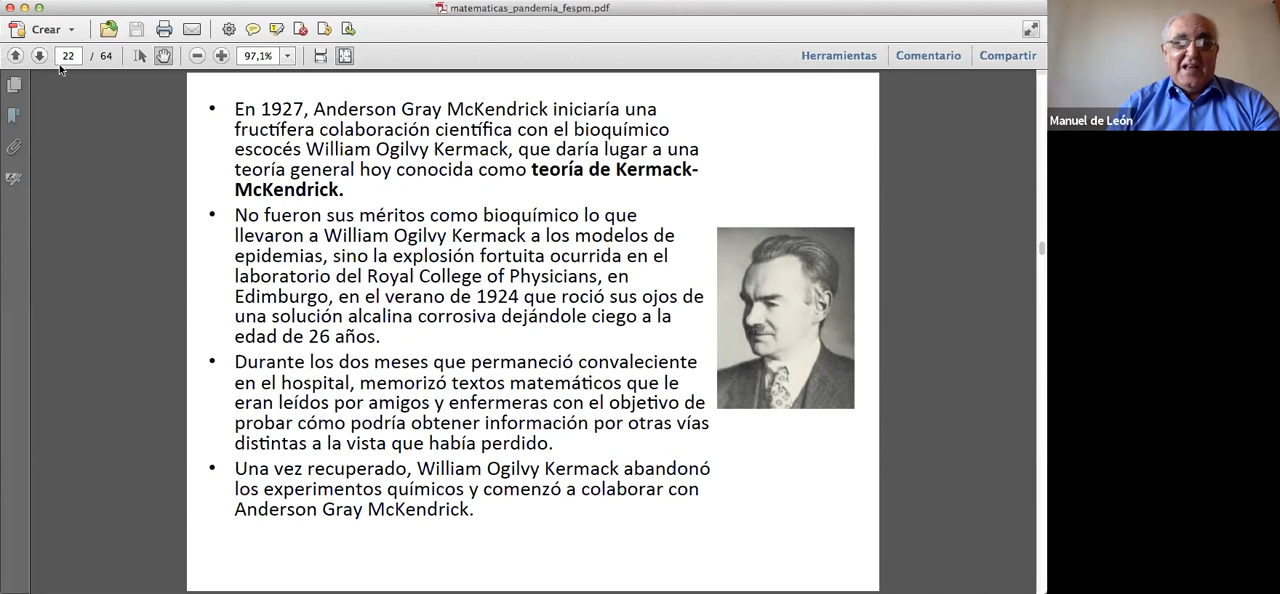 matematicas_pandemia_fespm.pdf
Crear
22 / 64
97,1%
Herramientas
Comentario
Compartir
Manuel de León
• En 1927, Anderson Gray McKendrick iniciaría una
fructífera colaboración científica con el bioquímico
escocés William Ogilvy Kermack, que daría lugar a una
teoría general hoy conocida como teoría de Kermack-
McKendrick.
• No fueron sus méritos como bioquímico lo que
llevaron a William Ogilvy Kermack a los modelos de
epidemias, sino la explosión fortuita ocurrida en el
laboratorio del Royal College of Physicians, en
Edimburgo, en el verano de 1924 que roció sus ojos de
una solución alcalina corrosiva dejándole ciego a la
edad de 26 años.
• Durante los dos meses que permaneció convaleciente
en el hospital, memorizó textos matemáticos que le
eran leídos por amigos y enfermeras con el objetivo de
probar cómo podría obtener información por otras vías
distintas a la vista que había perdido.
• Una vez recuperado, William Ogilvy Kermack abandonó
los experimentos químicos y comenzó a colaborar con
Anderson Gray McKendrick.